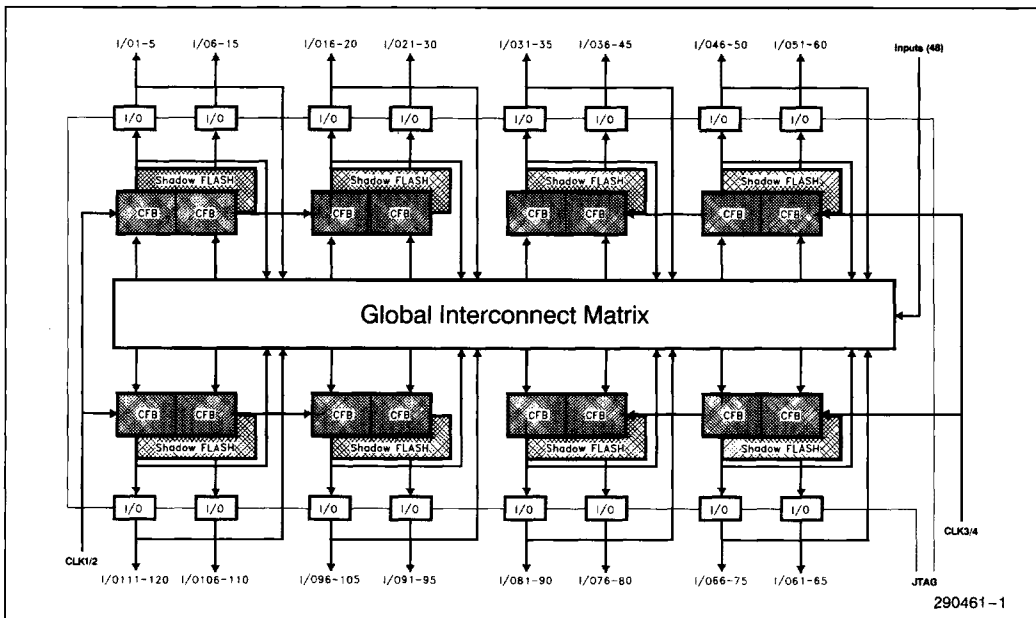 I/O1-5 I/O6-15 I/O16-20 I/O21-30 I/O31-35 I/O36-45 I/O46-50 I/O51-60 Inputs (48)
I/O I/O I/O I/O I/O I/O I/O I/O
Shadow FLASH Shadow FLASH Shadow FLASH Shadow FLASH
CFB CFB CFB CFB CFB CFB CFB CFB
Global Interconnect Matrix
CFB CFB CFB CFB CFB CFB CFB CFB
Shadow FLASH Shadow FLASH Shadow FLASH Shadow FLASH
I/O I/O I/O I/O I/O I/O I/O I/O
CLK1/2 CLK3/4
I/O111-120 I/O106-110 I/O96-105 I/O91-95 I/O81-90 I/O76-80 I/O66-75 I/O61-65 JTAG
290461-1